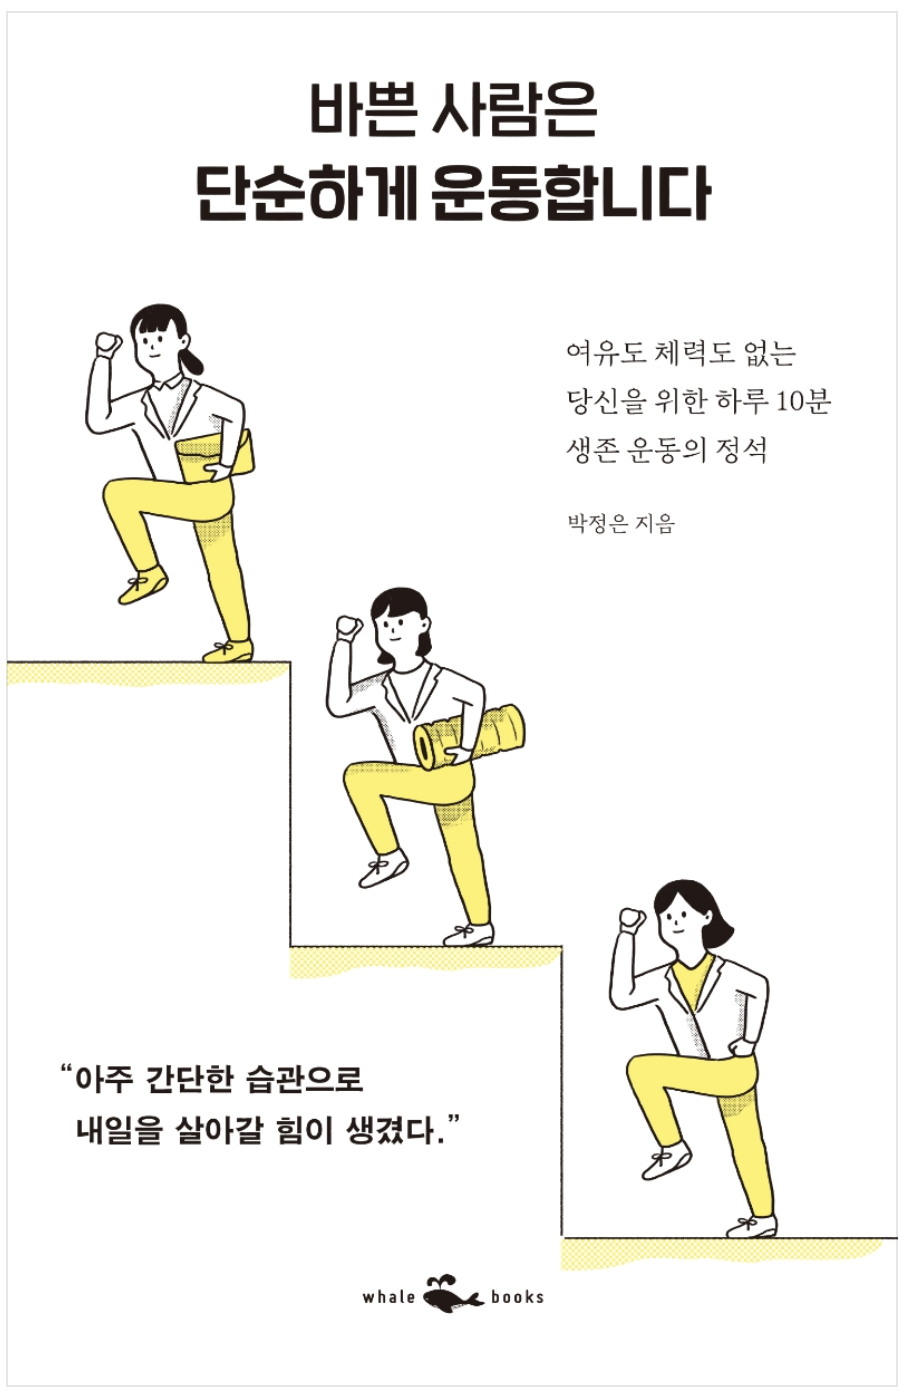 바쁜 사람은
단순하게 운동합니다
여유도 체력도 없는
당신을 위한 하루 10분
생존 운동의 정석
박정은 지음
“아주 간단한 습관으로
내일을 살아갈 힘이 생겼다.”
whale books